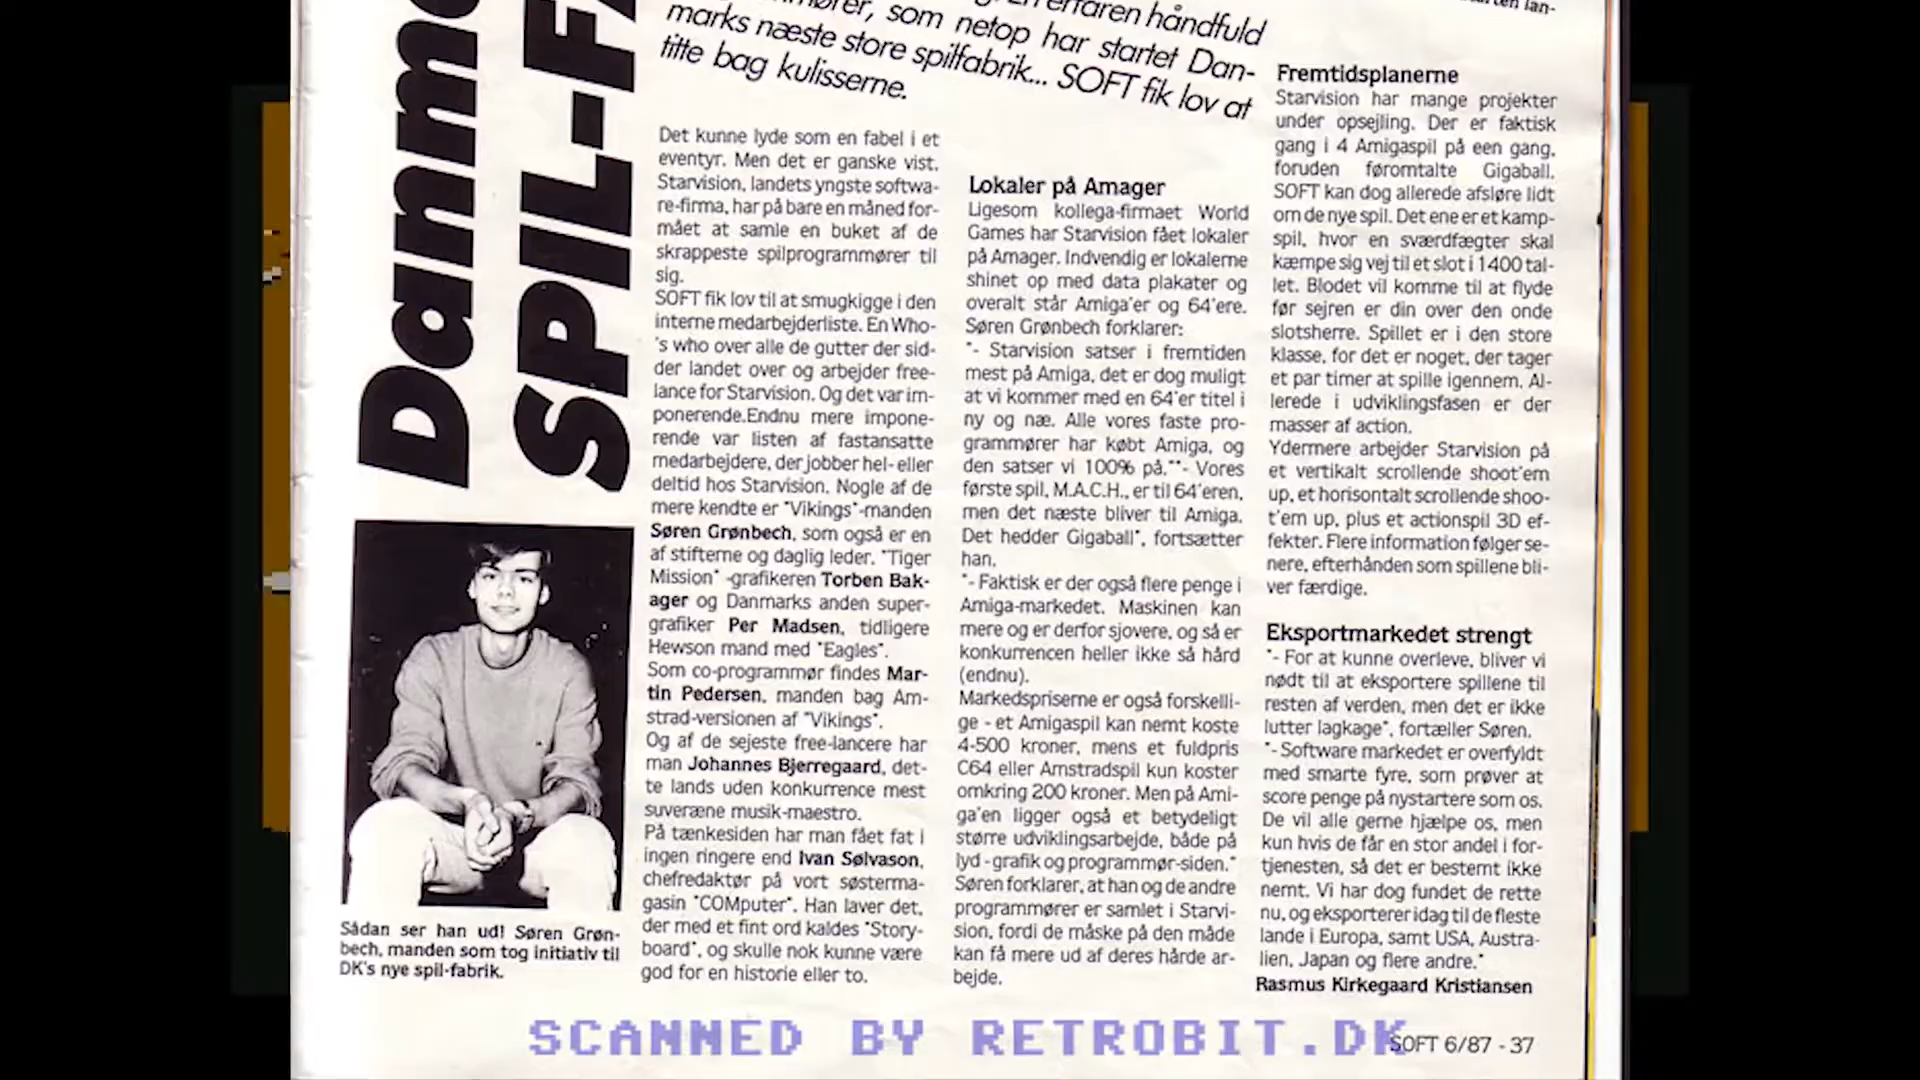 Danm
SPIL-F
som netop har startet Dan-
marks næste store spilfabrik... SOFT fik lov at
titte bag kulisserne.
Det kunne lyde som en fabel i et
eventyr. Men det er ganske vist.
Starvision, landets yngste softwa-
re-firma, har på bare en måned for-
mået at samle en buket af de
skrappeste spilprogrammører til
sig.
SOFT fik lov til at smugkigge i den
interne medarbejderliste. En Who-
's who over alle de gutter der sid-
der landet over og arbejder free-
lance for Starvision. Og det var im-
ponerende.Endnu mere impone-
rende var listen af fastansatte
medarbejdere, der jobber hel- eller
deltid hos Starvision. Nogle af de
mere kendte er "Vikings"-manden
Søren Grønbech, som også er en
af stifterne og daglig leder. "Tiger
Mission" -grafikeren Torben Bak-
ager og Danmarks anden super-
grafiker Per Madsen, tidligere
Hewson mand med "Eagles".
Som co-programmør findes Mar-
tin Pedersen, manden bag Am-
strad-versionen af "Vikings".
Og af de sejeste free-lancere har
man Johannes Bjerregaard, det-
te lands uden konkurrence mest
suveræne musik-maestro.
På tænkesiden har man fået fat i
ingen ringere end Ivan Sølvason,
chefredaktør på vort søsterma-
gasin "COMputer". Han laver det,
der med et fint ord kaldes "Story-
board", og skulle nok kunne være
god for en historie eller to.
Sådan ser han ud! Søren Grøn-
bech, manden som tog initiativ til
DK's nye spil-fabrik.
Lokaler på Amager
Ligesom kollega-firmaet World
Games har Starvision fået lokaler
på Amager. Indvendig er lokalerne
shinet op med data plakater og
overalt står Amiga'er og 64'ere.
Søren Grønbech forklarer:
"- Starvision satser i fremtiden
mest på Amiga, det er dog muligt
at vi kommer med en 64'er titel i
ny og næ. Alle vores faste pro-
grammører har købt Amiga, og
den satser vi 100% på.""- Vores
første spil, M.A.C.H., er til 64'eren,
men det næste bliver til Amiga.
Det hedder Gigaball", fortsætter
han.
"- Faktisk er der også flere penge i
Amiga-markedet. Maskinen kan
mere og er derfor sjovere, og så er
konkurrencen heller ikke så hård
(endnu).
Markedspriserne er også forskelli-
ge - et Amigaspil kan nemt koste
4-500 kroner, mens et fuldpris
C64 eller Amstradspil kun koster
omkring 200 kroner. Men på Ami-
ga'en ligger også et betydeligt
større udviklingsarbejde, både på
lyd - grafik og programmør-siden."
Søren forklarer, at han og de andre
programmører er samlet i Starvi-
sion, fordi de måske på den måde
kan få mere ud af deres hårde ar-
bejde.
Fremtidsplanerne
Starvision har mange projekter
under opsejling. Der er faktisk
gang i 4 Amigaspil på een gang,
foruden føromtalte Gigaball.
SOFT kan dog allerede afsløre lidt
om de nye spil. Det ene er et kamp-
spil, hvor en sværdfægter skal
kæmpe sig vej til et slot i 1400 tal-
let. Blodet vil komme til at flyde
før sejren er din over den onde
slotsherre. Spillet er i den store
klasse, for det er noget, der tager
et par timer at spille igennem. Al-
lerede i udviklingsfasen er der
masser af action.
Ydermere arbejder Starvision på
et vertikalt scrollende shoot'em
up, et horisontalt scrollende shoo-
t'em up, plus et actionspil 3D ef-
fekter. Flere information følger se-
nere, efterhånden som spillene bli-
ver færdige.
Eksportmarkedet strengt
"- For at kunne overleve, bliver vi
nødt til at eksportere spillene til
resten af verden, men det er ikke
lutter lagkage", fortæller Søren.
"- Software markedet er overfyldt
med smarte fyre, som prøver at
score penge på nystartere som os.
De vil alle gerne hjælpe os, men
kun hvis de får en stor andel i for-
tjenesten, så det er bestemt ikke
nemt. Vi har dog fundet de rette
nu, og eksporterer idag til de fleste
lande i Europa, samt USA, Austra-
lien, Japan og flere andre."
Rasmus Kirkegaard Kristiansen
SCANNED BY RETROBIT.DK
SOFT 6/87 - 37